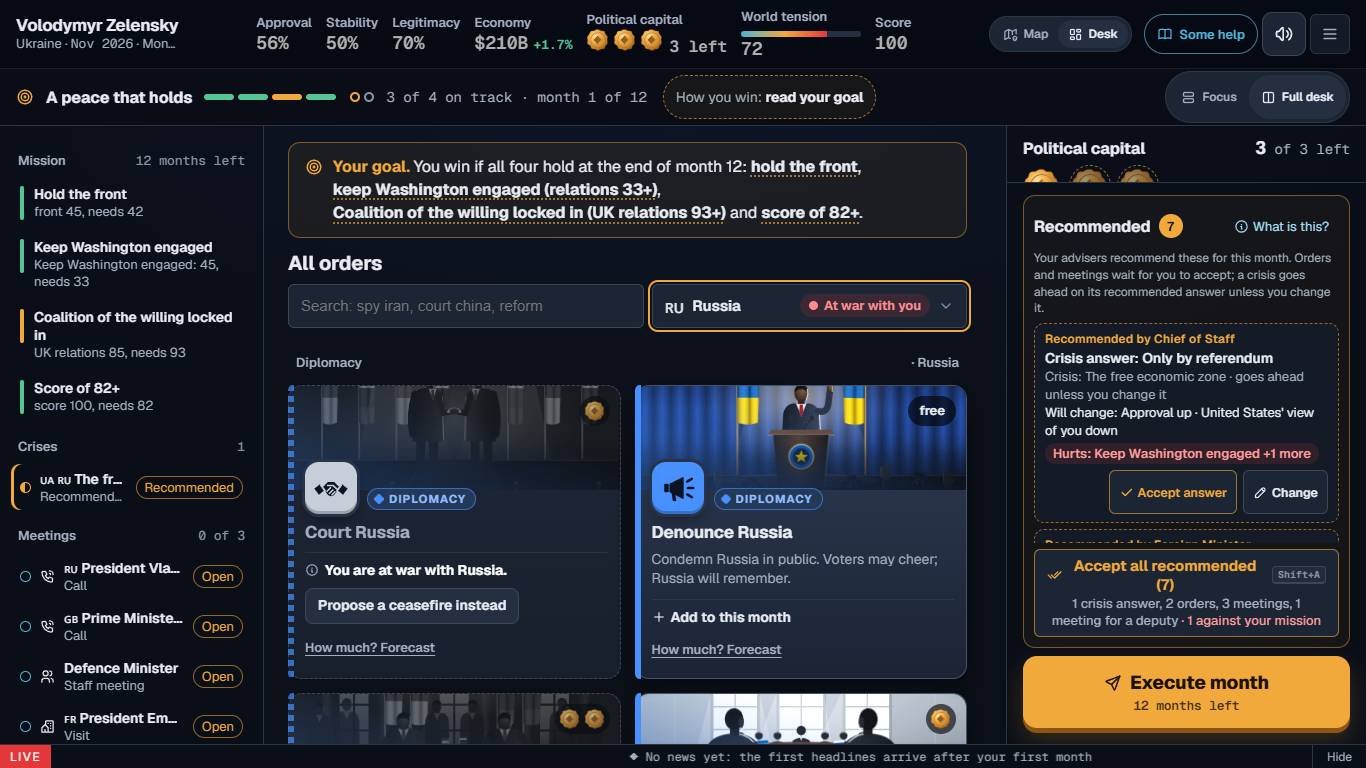 Volodymyr Zelensky
Ukraine · Nov 2026 · Mon...
Approval
56%
Stability
50%
Legitimacy
70%
Economy
$210B +1.7%
Political capital
3 left
World tension
72
Score
100
Map
Desk
Some help
A peace that holds
3 of 4 on track · month 1 of 12
How you win: read your goal
Focus
Full desk
Mission
12 months left
Hold the front
front 45, needs 42
Keep Washington engaged
Keep Washington engaged: 45,
needs 33
Coalition of the willing locked
in
UK relations 85, needs 93
Score of 82+
score 100, needs 82
Crises
1
UA RU The fr...
Recommend...
Recommended
Meetings
0 of 3
RU President Vla...
Call
Open
GB Prime Ministe...
Call
Open
Defence Minister
Staff meeting
Open
FR President Em...
Visit
Open
Your goal. You win if all four hold at the end of month 12: hold the front,
keep Washington engaged (relations 33+),
Coalition of the willing locked in (UK relations 93+) and score of 82+.
All orders
Search: spy iran, court china, reform
RU Russia
At war with you
Diplomacy
· Russia
DIPLOMACY
Court Russia
You are at war with Russia.
Propose a ceasefire instead
How much? Forecast
free
DIPLOMACY
Denounce Russia
Condemn Russia in public. Voters may cheer;
Russia will remember.
Add to this month
How much? Forecast
Political capital
3 of 3 left
Recommended 7
What is this?
Your advisers recommend these for this month. Orders
and meetings wait for you to accept; a crisis goes
ahead on its recommended answer unless you change
it.
Recommended by Chief of Staff
Crisis answer: Only by referendum
Crisis: The free economic zone · goes ahead
unless you change it
Will change: Approval up · United States' view
of you down
Hurts: Keep Washington engaged +1 more
Accept answer
Change
Recommended by Foreign Minister
Accept all recommended
(7)
Shift+A
1 crisis answer, 2 orders, 3 meetings, 1
meeting for a deputy · 1 against your mission
Execute month
12 months left
LIVE
No news yet: the first headlines arrive after your first month
Hide